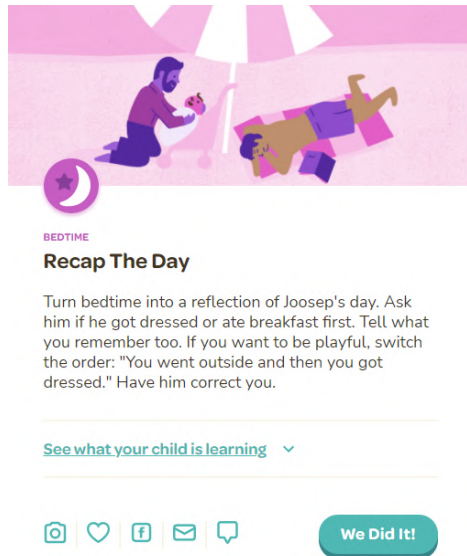 BEDTIME
Recap The Day
Turn bedtime into a reflection of Joosep's day. Ask
him if he got dressed or ate breakfast first. Tell what
you remember too. If you want to be playful, switch
the order: "You went outside and then you got
dressed." Have him correct you.
See what your child is learning
We Did It!